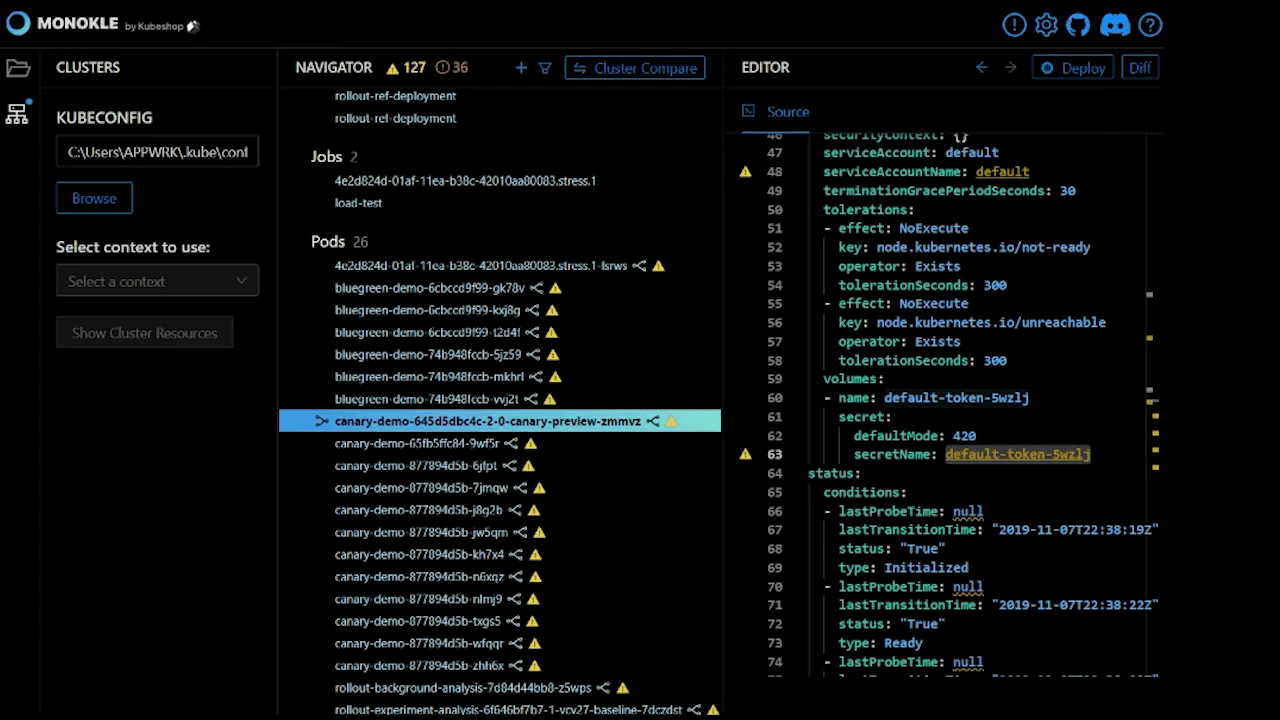 MONOKLE by Kubeshop
CLUSTERS
KUBECONFIG
C:\Users\APPWRK\.kube\conf
Browse
Select context to use:
Select a context
Show Cluster Resources
NAVIGATOR 127 36
Cluster Compare
rollout-ref-deployment
rollout-ref-deployment
Jobs 2
4e2d824d-01af-11ea-b38c-42010aa80083.stress.1
load-test
Pods 26
4e2d824d-01af-11ea-b38c-42010aa80083.stress.1-lsrws
bluegreen-demo-6cbccd9f99-gk78v
bluegreen-demo-6cbccd9f99-kxj8g
bluegreen-demo-6cbccd9f99-t2d4f
bluegreen-demo-74b948fccb-5jz59
bluegreen-demo-74b948fccb-mkhrl
bluegreen-demo-74b948fccb-vvj2t
canary-demo-645d5dbc4c-2-0-canary-preview-zmmvz
canary-demo-65fb5ffc84-9wf5r
canary-demo-877894d5b-6jfpt
canary-demo-877894d5b-7jmqw
canary-demo-877894d5b-j8g2b
canary-demo-877894d5b-jw5qm
canary-demo-877894d5b-kh7x4
canary-demo-877894d5b-n6xqz
canary-demo-877894d5b-nlmj9
canary-demo-877894d5b-txgs5
canary-demo-877894d5b-wfqqr
canary-demo-877894d5b-zhh6x
rollout-background-analysis-7d84d44bb8-z5wps
rollout-experiment-analysis-6f646bf7b7-1-vcv27-baseline-7dczdst
EDITOR
Deploy
Diff
Source
46 securityContext: {}
47 serviceAccount: default
48 serviceAccountName: default
49 terminationGracePeriodSeconds: 30
50 tolerations:
51 - effect: NoExecute
52 key: node.kubernetes.io/not-ready
53 operator: Exists
54 tolerationSeconds: 300
55 - effect: NoExecute
56 key: node.kubernetes.io/unreachable
57 operator: Exists
58 tolerationSeconds: 300
59 volumes:
60 - name: default-token-5wzlj
61 secret:
62 defaultMode: 420
63 secretName: default-token-5wzlj
64 status:
65 conditions:
66 - lastProbeTime: null
67 lastTransitionTime: "2019-11-07T22:38:19Z"
68 status: "True"
69 type: Initialized
70 - lastProbeTime: null
71 lastTransitionTime: "2019-11-07T22:38:22Z"
72 status: "True"
73 type: Ready
74 - lastProbeTime: null